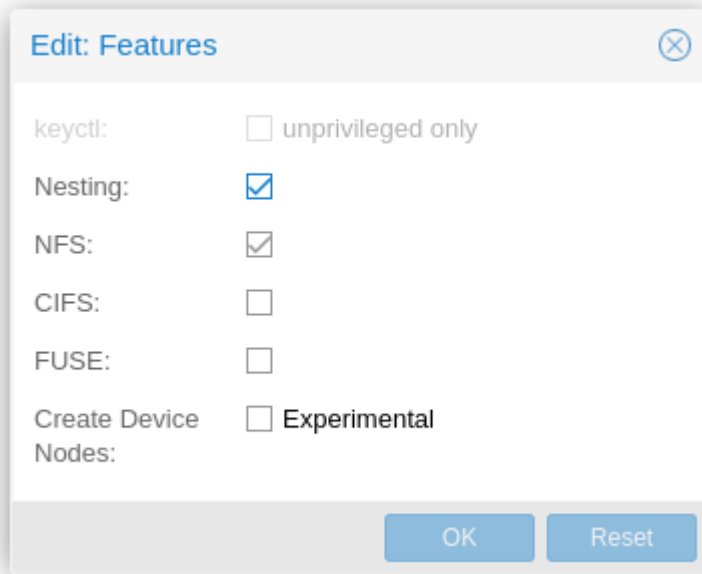 Edit: Features
keyctl: unprivileged only
Nesting:
NFS:
CIFS:
FUSE:
Create Device Experimental
Nodes:
OK Reset